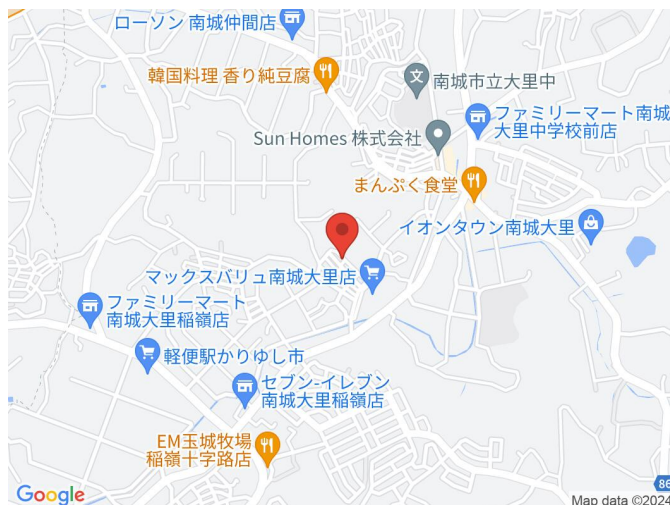 ローソン 南城仲間店
韓国料理 香り純豆腐
南城市立大里中
ファミリーマート南城
大里中学校前店
Sun Homes 株式会社
まんぷく食堂
イオンタウン南城大里
マックスバリュ南城大里店
ファミリーマート
南城大里稲嶺店
軽便駅かりゆし市
セブン-イレブン
南城大里稲嶺店
EM玉城牧場
稲嶺十字路店
86
Google
Map data ©2024